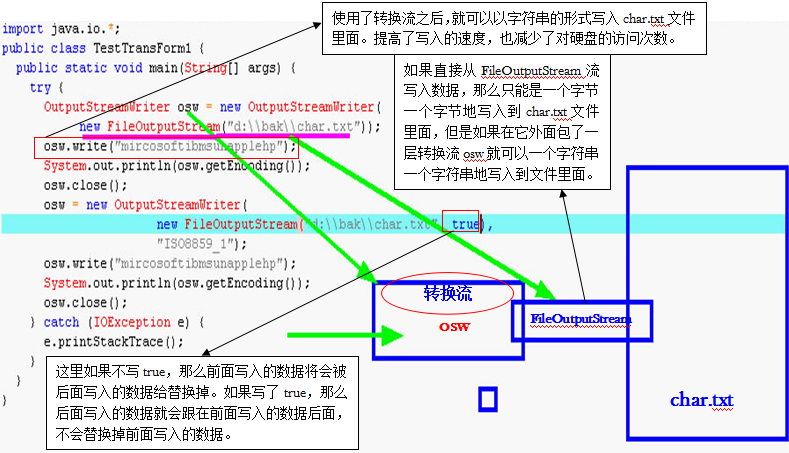 import java.io.*;
public class TestTransForm1 {
public static void main(String[] args) {
try {
OutputStreamWriter osw = new OutputStreamWriter(
new FileOutputStream("d:\\bak\\char.txt"));
osw.write("mircosoftibmsunapplehp");
System.out.println(osw.getEncoding());
osw.close();
osw = new OutputStreamWriter(
new FileOutputStream("d:\\bak\\char.txt", true),
"ISO8859_1");
osw.write("mircosoftibmsunapplehp");
System.out.println(osw.getEncoding());
osw.close();
} catch (IOException e) {
e.printStackTrace();
}
}
}
使用了转换流之后，就可以以字符串的形式写入 char.txt 文件
里面。提高了写入的速度，也减少了对硬盘的访问次数。
如果直接从 FileOutputStream 流
写入数据，那么只能是一个字节
一个字节地写入到 char.txt 文件
里面，但是如果在它外面包了一
层转换流 osw 就可以一个字符串
一个字符串地写入到文件里面。
转换流
osw
FileOutputStream
char.txt
这里如果不写 true，那么前面写入的数据将会被
后面写入的数据给替换掉。如果写了 true，那么
后面写入的数据就会跟在前面写入的数据后面，
不会替换掉前面写入的数据。